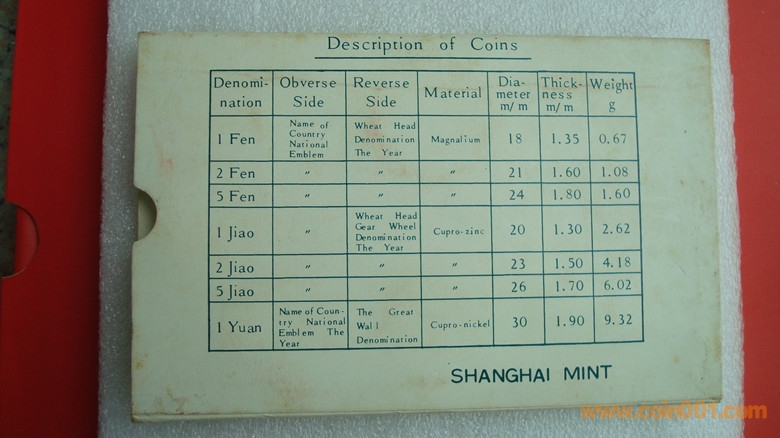 Description of Coins
Denomi-nation Obverse Side Reverse Side Material Dia-meter m/m Thick-ness m/m Weight g
1 Fen Name of Country National Emblem Wheat Head Denomination The Year Magnalium 18 1.35 0.67
2 Fen " " " 21 1.60 1.08
5 Fen " " " 24 1.80 1.60
1 Jiao " Wheat Head Gear Wheel Denomination The Year Cupro-zinc 20 1.30 2.62
2 Jiao " " " 23 1.50 4.18
5 Jiao " " " 26 1.70 6.02
1 Yuan Name of Coun-try National Emblem The Year The Great Wall Denomination Cupro-nickel 30 1.90 9.32
SHANGHAI MINT
www.coin001.com